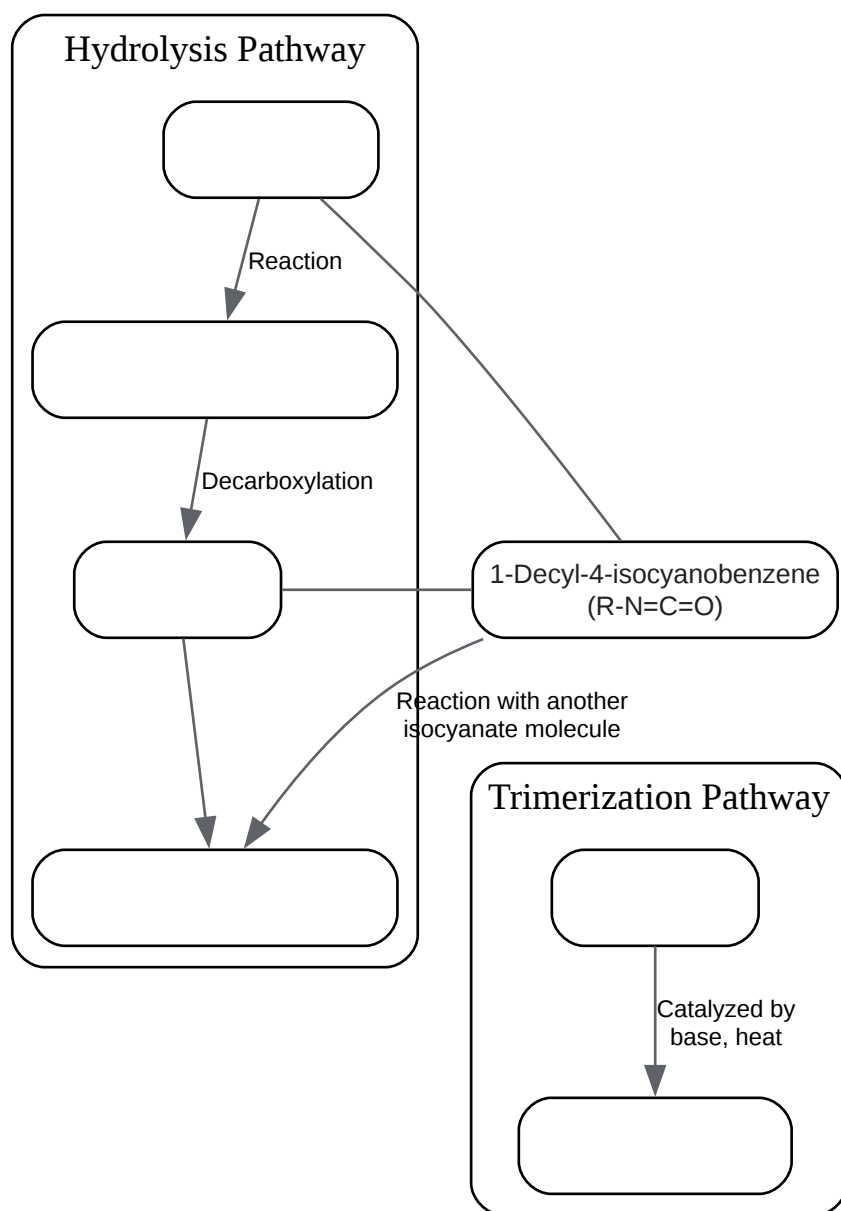 Hydrolysis Pathway
Reaction
Decarboxylation
1-Decyl-4-isocyanobenzene
(R-N=C=O)
Reaction with another
isocyanate molecule
Trimerization Pathway
Catalyzed by
base, heat